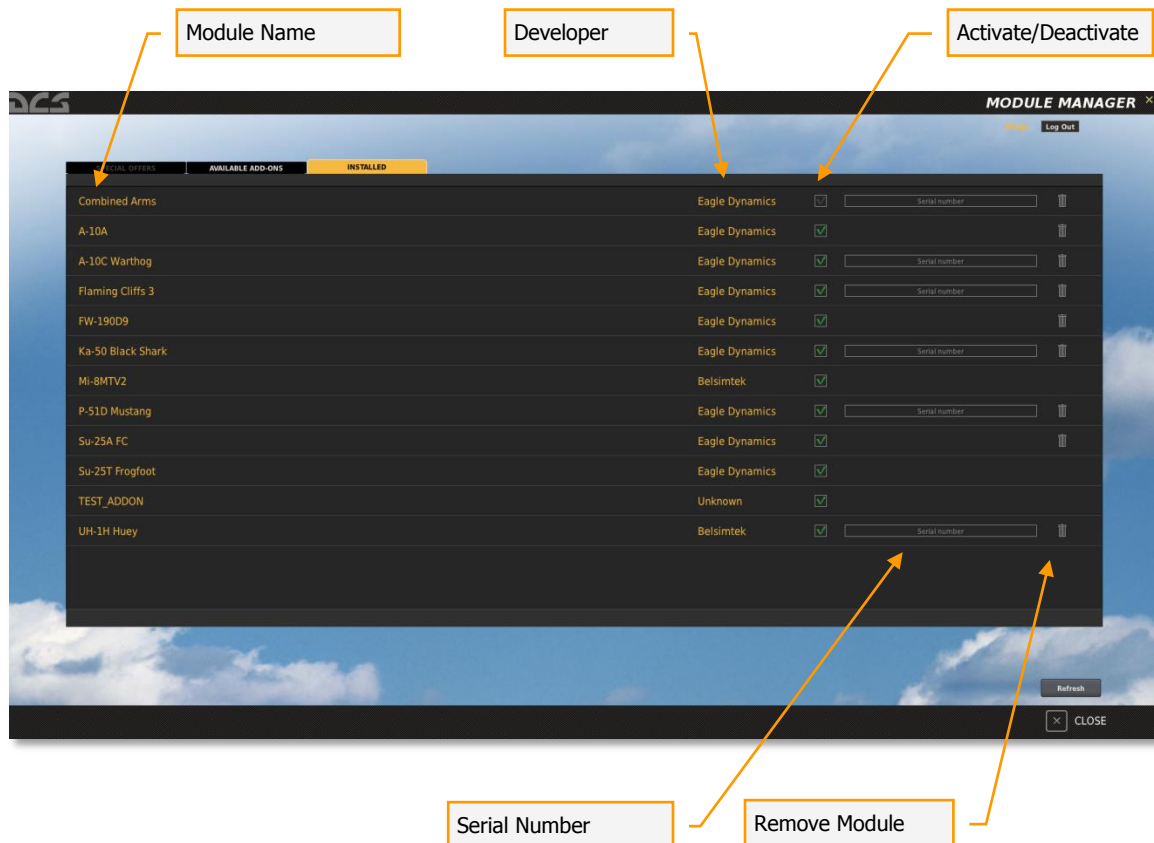 Module Name
Developer
Activate/Deactivate
DCS
MODULE MANAGER ×
Log Out
SPECIAL OFFERS AVAILABLE ADD-ONS INSTALLED
Combined Arms Eagle Dynamics Serial number
A-10A Eagle Dynamics
A-10C Warthog Eagle Dynamics Serial number
Flaming Cliffs 3 Eagle Dynamics Serial number
FW-190D9 Eagle Dynamics
Ka-50 Black Shark Eagle Dynamics Serial number
Mi-8MTV2 Belsimtek
P-51D Mustang Eagle Dynamics Serial number
Su-25A FC Eagle Dynamics
Su-25T Frogfoot Eagle Dynamics
TEST_ADDON Unknown
UH-1H Huey Belsimtek Serial number
Refresh
× CLOSE
Serial Number
Remove Module